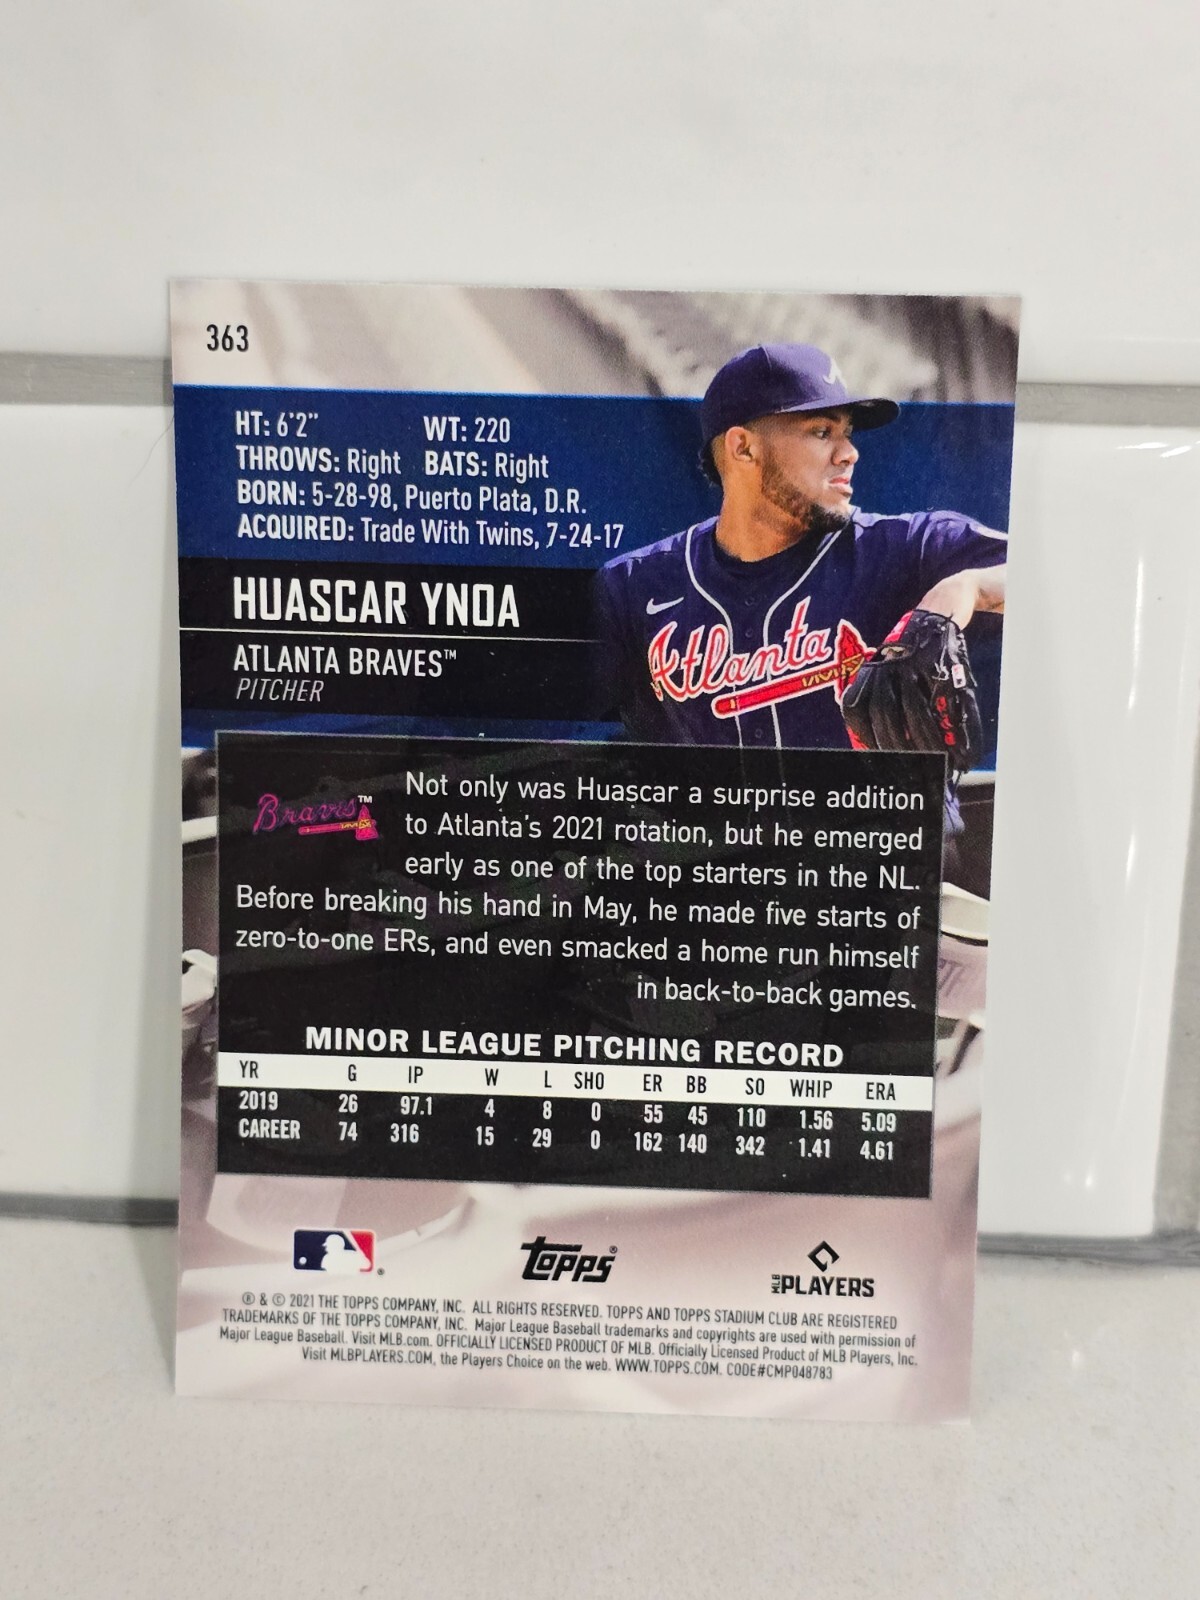 363
HT: 6'2" WT: 220
THROWS: Right BATS: Right
BORN: 5-28-98, Puerto Plata, D.R.
ACQUIRED: Trade With Twins, 7-24-17
HUASCAR YNOA
ATLANTA BRAVES™
PITCHER
Atlanta
Braves™
Not only was Huascar a surprise addition
to Atlanta's 2021 rotation, but he emerged
early as one of the top starters in the NL.
Before breaking his hand in May, he made five starts of
zero-to-one ERs, and even smacked a home run himself
in back-to-back games.
MINOR LEAGUE PITCHING RECORD
YR G IP W L SHO ER BB SO WHIP ERA
2019 26 97.1 4 8 0 55 45 110 1.56 5.09
CAREER 74 316 15 29 0 162 140 342 1.41 4.61
topps®
MLB PLAYERS
® & © 2021 THE TOPPS COMPANY, INC. ALL RIGHTS RESERVED. TOPPS AND TOPPS STADIUM CLUB ARE REGISTERED
TRADEMARKS OF THE TOPPS COMPANY, INC. Major League Baseball trademarks and copyrights are used with permission of
Major League Baseball. Visit MLB.com. OFFICIALLY LICENSED PRODUCT OF MLB. Officially Licensed Product of MLB Players, Inc.
Visit MLBPLAYERS.COM, the Players Choice on the web. WWW.TOPPS.COM. CODE#CMP048783